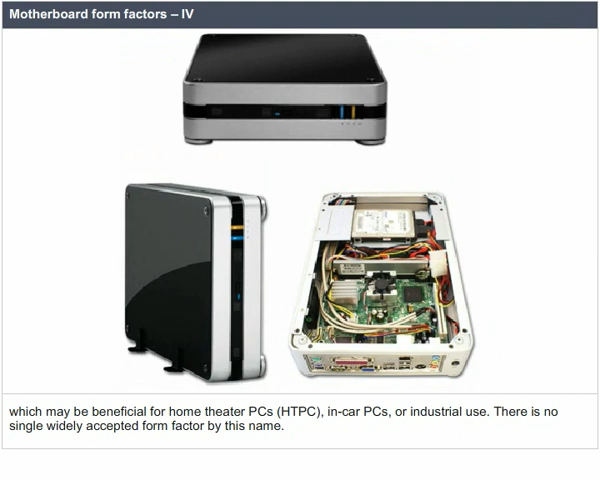 Motherboard form factors – IV
which may be beneficial for home theater PCs (HTPC), in-car PCs, or industrial use. There is no
single widely accepted form factor by this name.